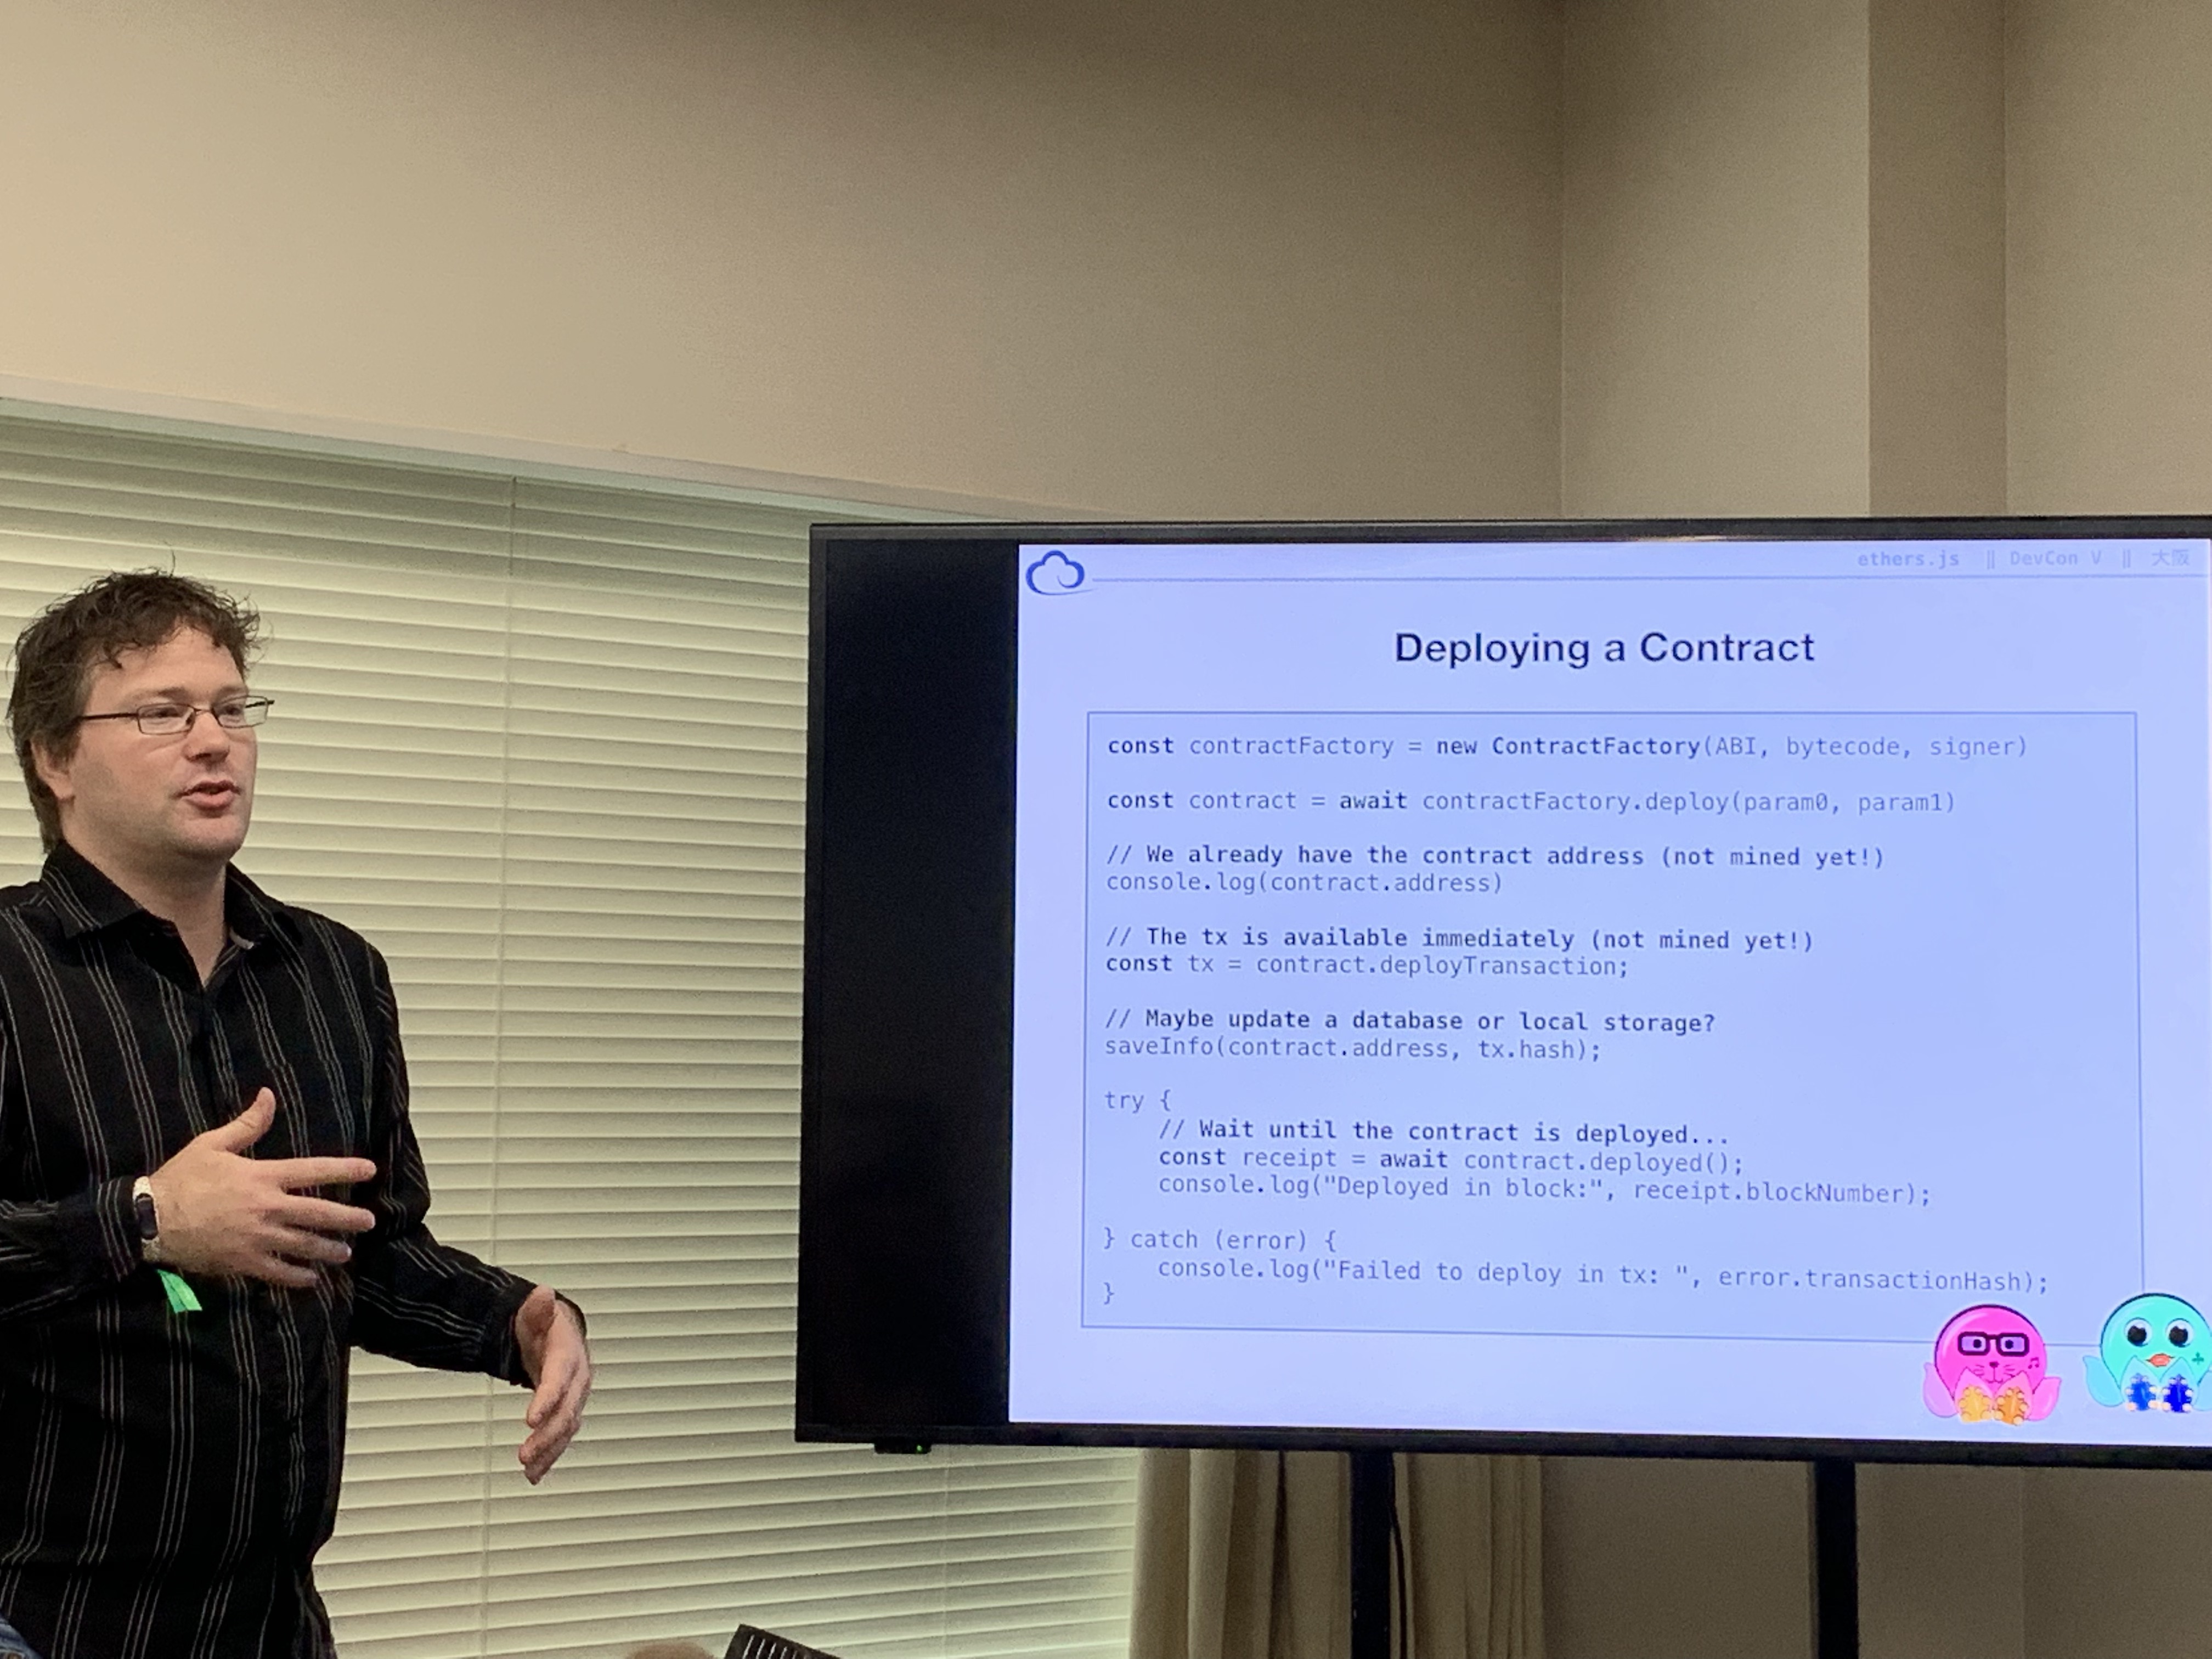 ethers.js || DevCon V || 大阪
Deploying a Contract
const contractFactory = new ContractFactory(ABI, bytecode, signer)
const contract = await contractFactory.deploy(param0, param1)
// We already have the contract address (not mined yet!)
console.log(contract.address)
// The tx is available immediately (not mined yet!)
const tx = contract.deployTransaction;
// Maybe update a database or local storage?
saveInfo(contract.address, tx.hash);
try {
// Wait until the contract is deployed...
const receipt = await contract.deployed();
console.log("Deployed in block:", receipt.blockNumber);
} catch (error) {
console.log("Failed to deploy in tx: ", error.transactionHash);
}